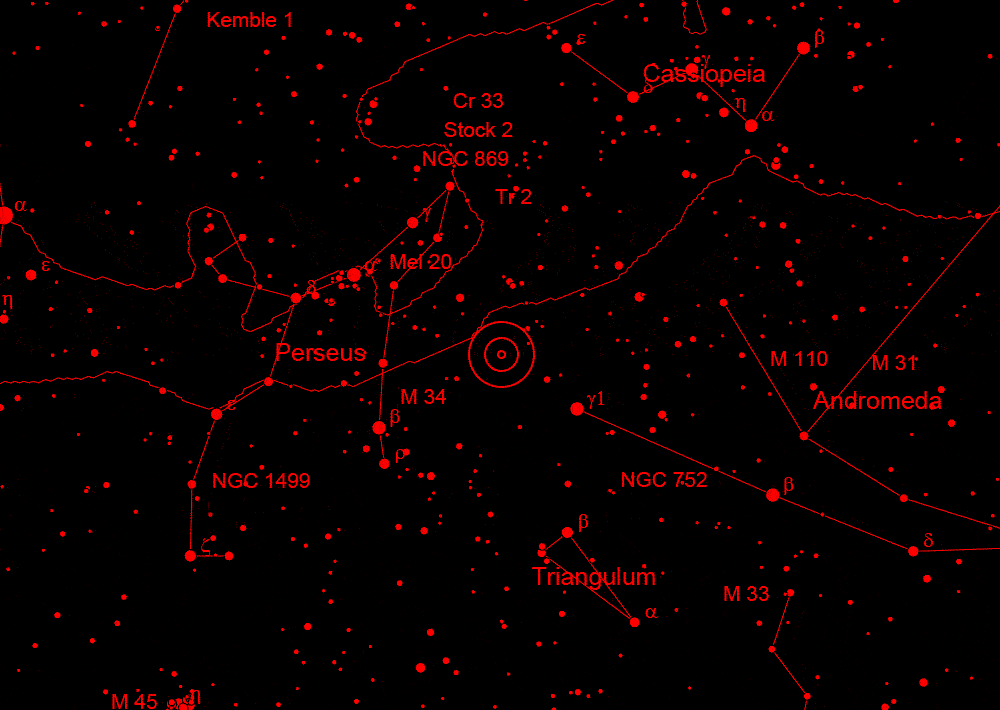 Kemble 1
ε
β
γ
Cassiopeia
δ
Cr 33
η
α
Stock 2
NGC 869
Tr 2
α
γ
Mel 20
α
ε
δ
η
Perseus
M 110
M 31
M 34
γ1
Andromeda
ε
β
ρ
NGC 1499
NGC 752
β
ζ
β
δ
Triangulum
M 33
α
M 45
η